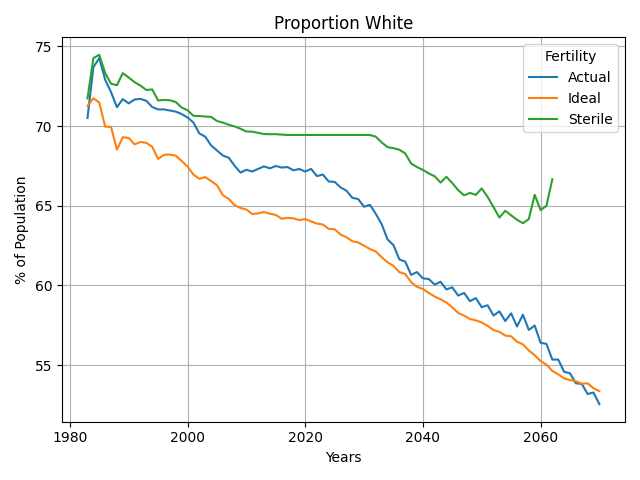 Proportion White
Fertility
Actual
Ideal
Sterile
75
70
65
60
55
% of Population
1980
2000
2020
2040
2060
Years